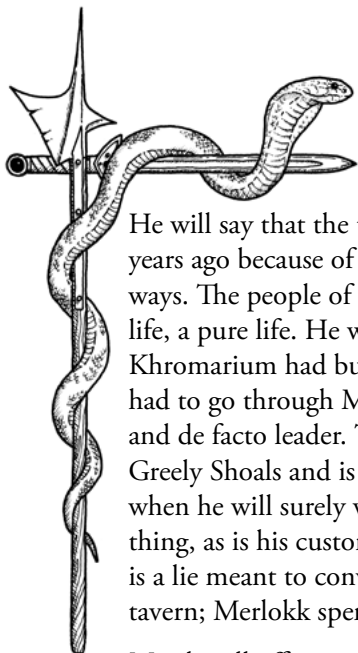 He will say that the
years ago because of
ways. The people of
life, a pure life. He w
Khromarium had bu
had to go through M
and de facto leader. T
Greely Shoals and is
when he will surely v
thing, as is his custom
is a lie meant to conv
tavern; Merlokk spen